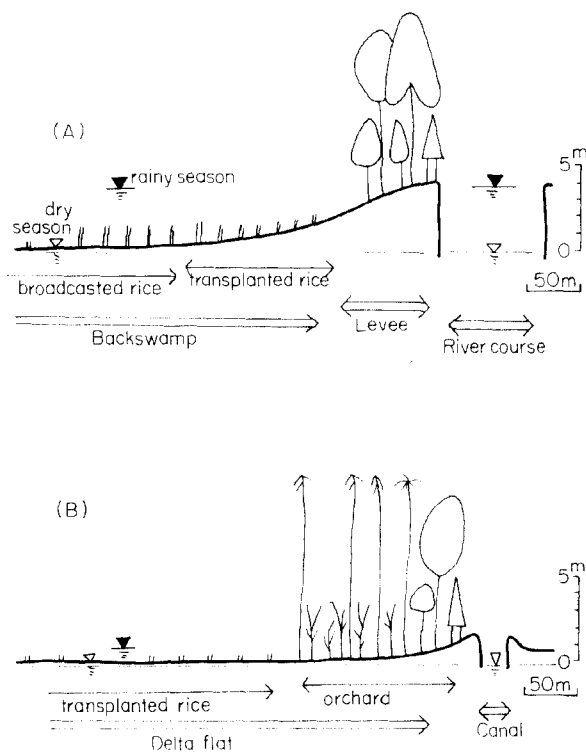 (A)
rainy season
dry
season
5m
0
50m
broadcasted rice
transplanted rice
Backswamp
Levee
River course
(B)
5m
0
50m
transplanted rice
orchard
Canal
Delta flat